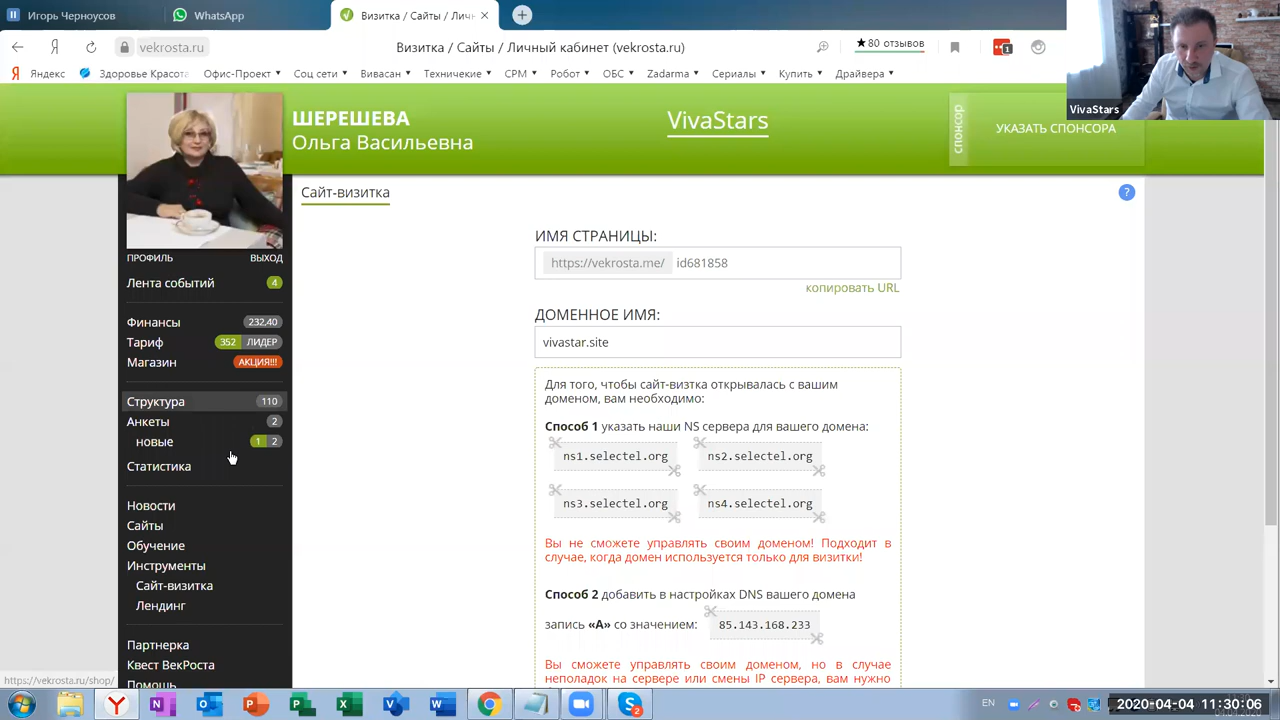 Игорь Черноусов
WhatsApp
Визитка / Сайты / Личн
vekrosta.ru
Визитка / Сайты / Личный кабинет (vekrosta.ru)
★80 отзывов
1
Яндекс
Здоровье Красота
Офис-Проект
Соц сети
Вивасан
Технические
СРМ
Робот
ОБС
Zadarma
Сериалы
Купить
Драйвера
VivaStars
ШЕРЕШЕВА
Ольга Васильевна
VivaStars
спонсор
УКАЗАТЬ СПОНСОРА
ПРОФИЛЬ
ВЫХОД
Лента событий 4
Финансы 232,40
Тариф 352 ЛИДЕР
Магазин АКЦИЯ!!!
Структура 110
Анкеты 2
новые 1 2
Статистика
Новости
Сайты
Обучение
Инструменты
Сайт-визитка
Лендинг
Партнерка
Квест ВекРоста
Помощь
https://vekrosta.ru/shop/
Сайт-визитка
?
ИМЯ СТРАНИЦЫ:
https://vekrosta.me/ id681858
копировать URL
ДОМЕННОЕ ИМЯ:
vivastar.site
Для того, чтобы сайт-визтка открывалась с вашим
доменом, вам необходимо:
Способ 1 указать наши NS сервера для вашего домена:
ns1.selectel.org ns2.selectel.org
ns3.selectel.org ns4.selectel.org
Вы не сможете управлять своим доменом! Подходит в
случае, когда домен используется только для визитки!
Способ 2 добавить в настройках DNS вашего домена
запись «А» со значением: 85.143.168.233
Вы сможете управлять своим доменом, но в случае
неполадок на сервере или смены IP сервера, вам нужно
EN
2020-04-04 11:30:06